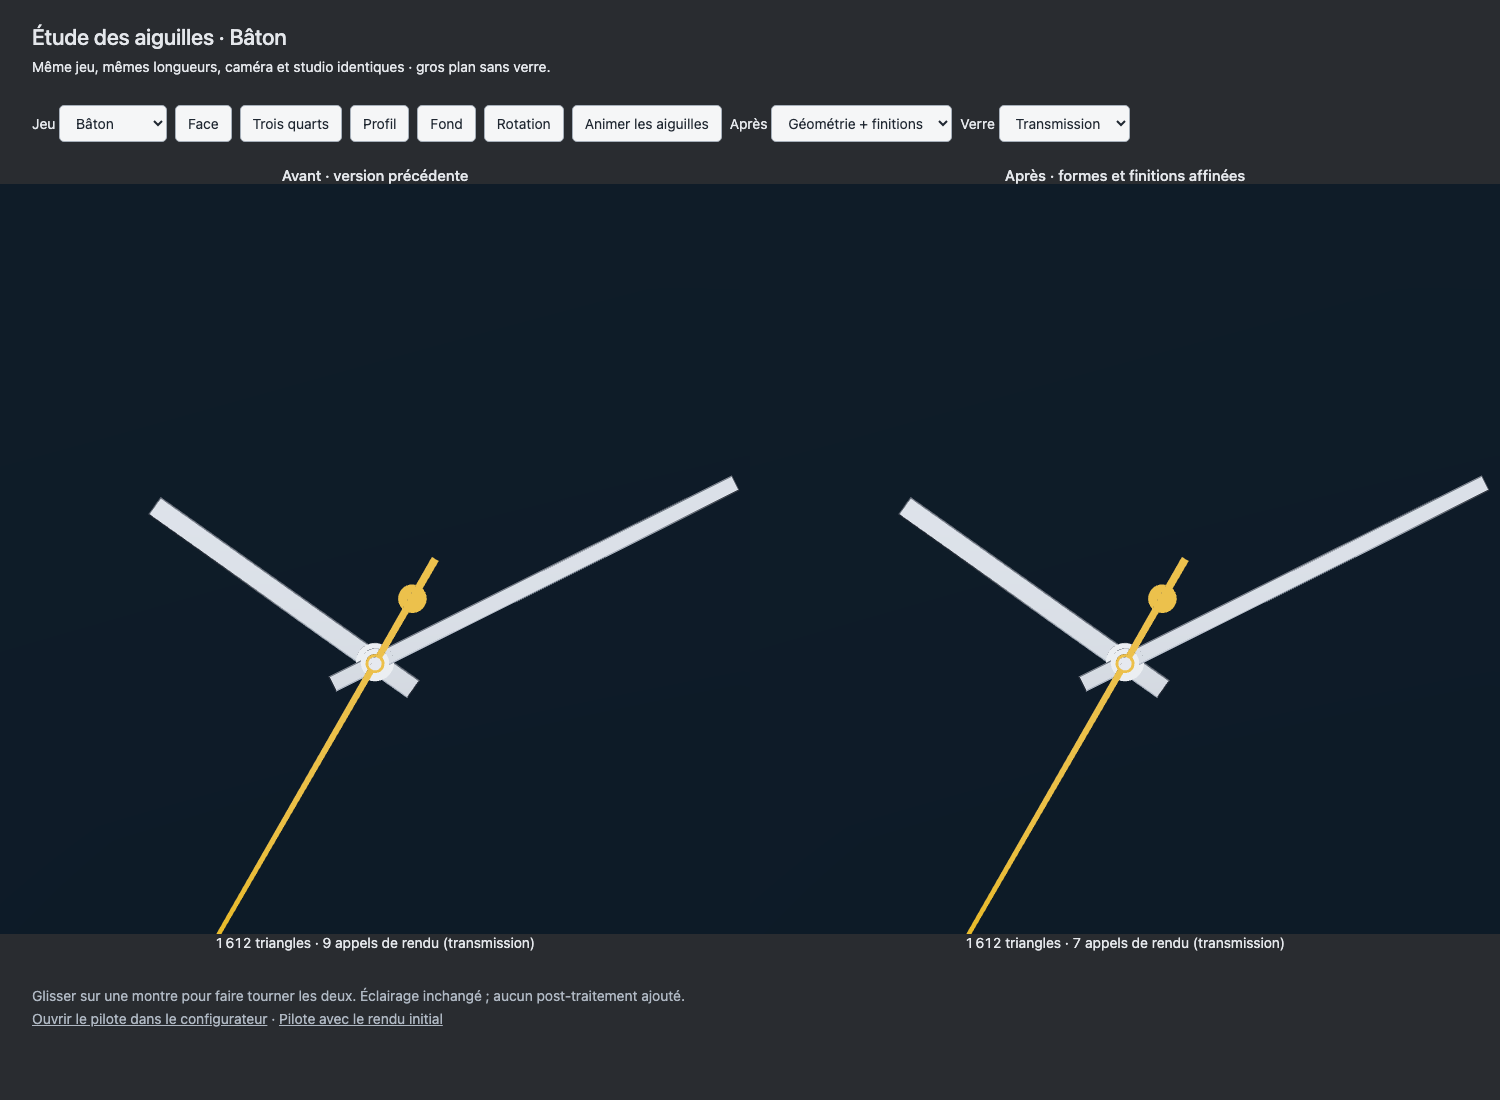 Étude des aiguilles · Bâton
Même jeu, mêmes longueurs, caméra et studio identiques · gros plan sans verre.
Jeu Bâton Face Trois quarts Profil Fond Rotation Animer les aiguilles Après Géométrie + finitions Verre Transmission
Avant · version précédente
Après · formes et finitions affinées
1 612 triangles · 9 appels de rendu (transmission)
1 612 triangles · 7 appels de rendu (transmission)
Glisser sur une montre pour faire tourner les deux. Éclairage inchangé ; aucun post-traitement ajouté.
Ouvrir le pilote dans le configurateur · Pilote avec le rendu initial